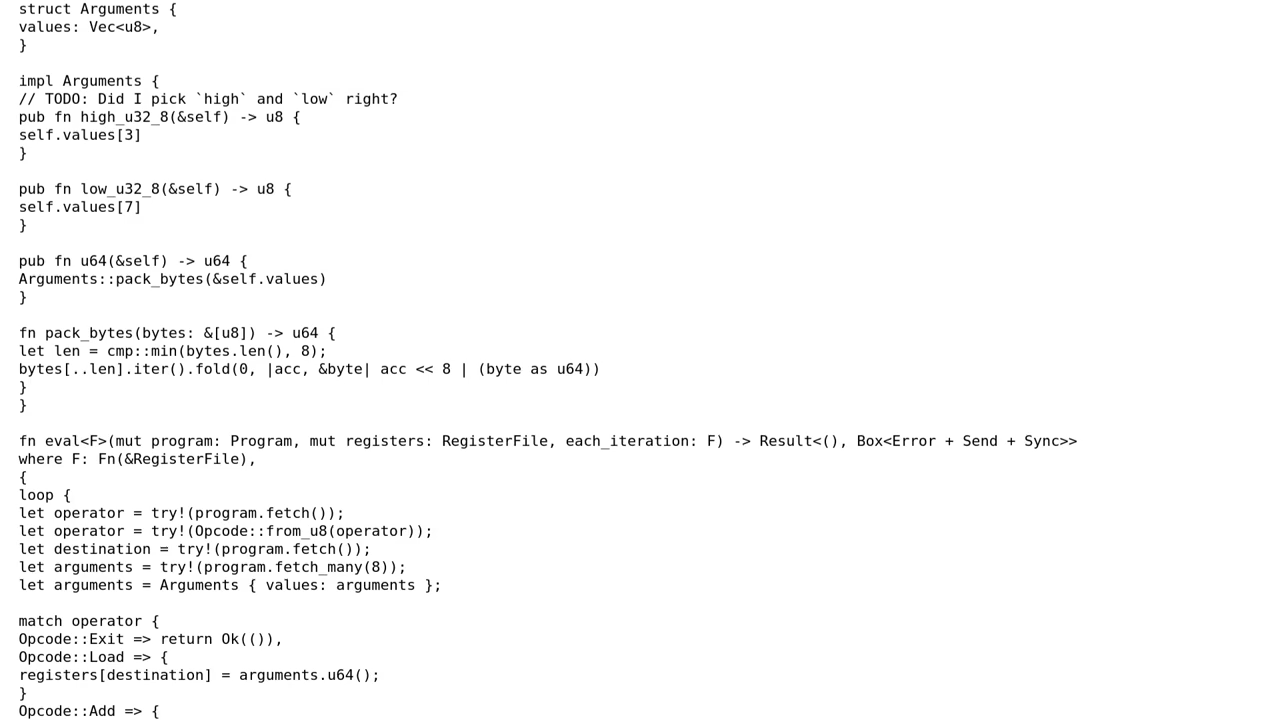 struct Arguments {
values: Vec<u8>,
}

impl Arguments {
// TODO: Did I pick `high` and `low` right?
pub fn high_u32_8(&self) -> u8 {
self.values[3]
}

pub fn low_u32_8(&self) -> u8 {
self.values[7]
}

pub fn u64(&self) -> u64 {
Arguments::pack_bytes(&self.values)
}

fn pack_bytes(bytes: &[u8]) -> u64 {
let len = cmp::min(bytes.len(), 8);
bytes[..len].iter().fold(0, |acc, &byte| acc << 8 | (byte as u64))
}
}

fn eval<F>(mut program: Program, mut registers: RegisterFile, each_iteration: F) -> Result<(), Box<Error + Send + Sync>>
where F: Fn(&RegisterFile),
{
loop {
let operator = try!(program.fetch());
let operator = try!(Opcode::from_u8(operator));
let destination = try!(program.fetch());
let arguments = try!(program.fetch_many(8));
let arguments = Arguments { values: arguments };

match operator {
Opcode::Exit => return Ok(()),
Opcode::Load => {
registers[destination] = arguments.u64();
}
Opcode::Add => {